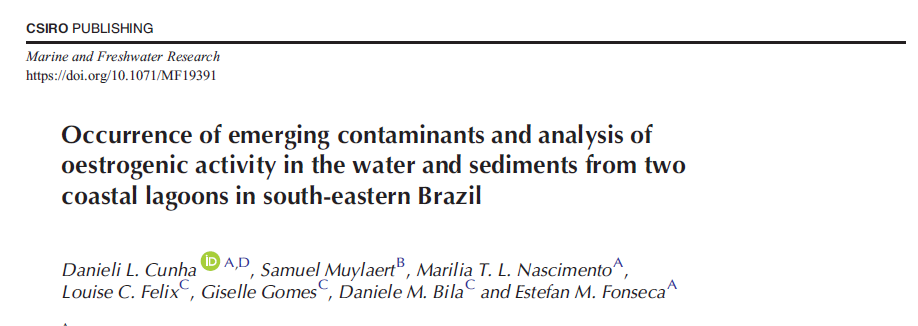 CSIRO PUBLISHING
Marine and Freshwater Research
https://doi.org/10.1071/MF19391
Occurrence of emerging contaminants and analysis of
oestrogenic activity in the water and sediments from two
coastal lagoons in south-eastern Brazil
Danieli L. Cunha iD A,D, Samuel Muylaert B, Marilia T. L. Nascimento A,
Louise C. Felix C, Giselle Gomes C, Daniele M. Bila C and Estefan M. Fonseca A